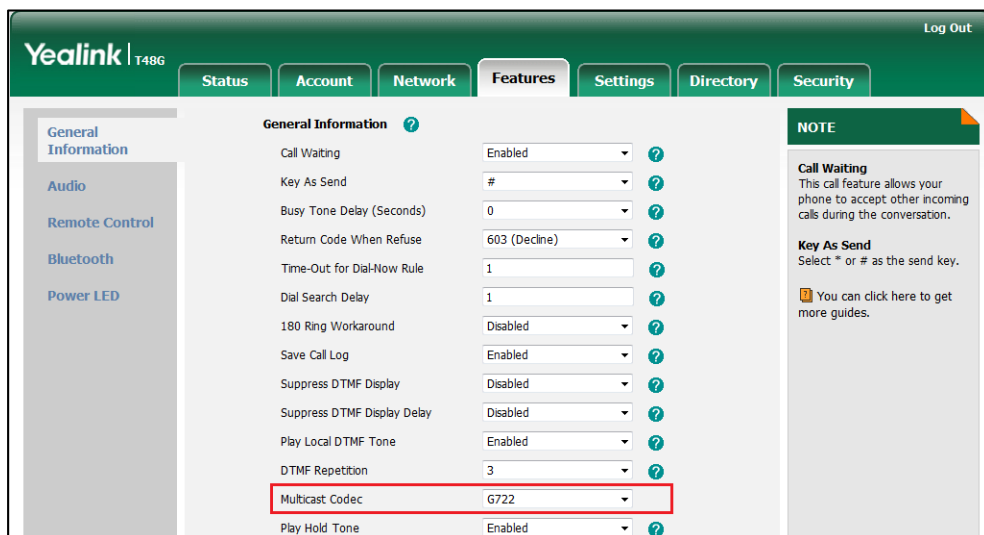 Log Out
Yealink T48G
Status Account Network Features Settings Directory Security
General
Information
Audio
Remote Control
Bluetooth
Power LED
General Information ?
Call Waiting Enabled ?
Key As Send # ?
Busy Tone Delay (Seconds) 0 ?
Return Code When Refuse 603 (Decline) ?
Time-Out for Dial-Now Rule 1 ?
Dial Search Delay 1 ?
180 Ring Workaround Disabled ?
Save Call Log Enabled ?
Suppress DTMF Display Disabled ?
Suppress DTMF Display Delay Disabled ?
Play Local DTMF Tone Enabled ?
DTMF Repetition 3 ?
Multicast Codec G722
Play Hold Tone Enabled ?
NOTE
Call Waiting
This call feature allows your
phone to accept other incoming
calls during the conversation.
Key As Send
Select * or # as the send key.
? You can click here to get
more guides.